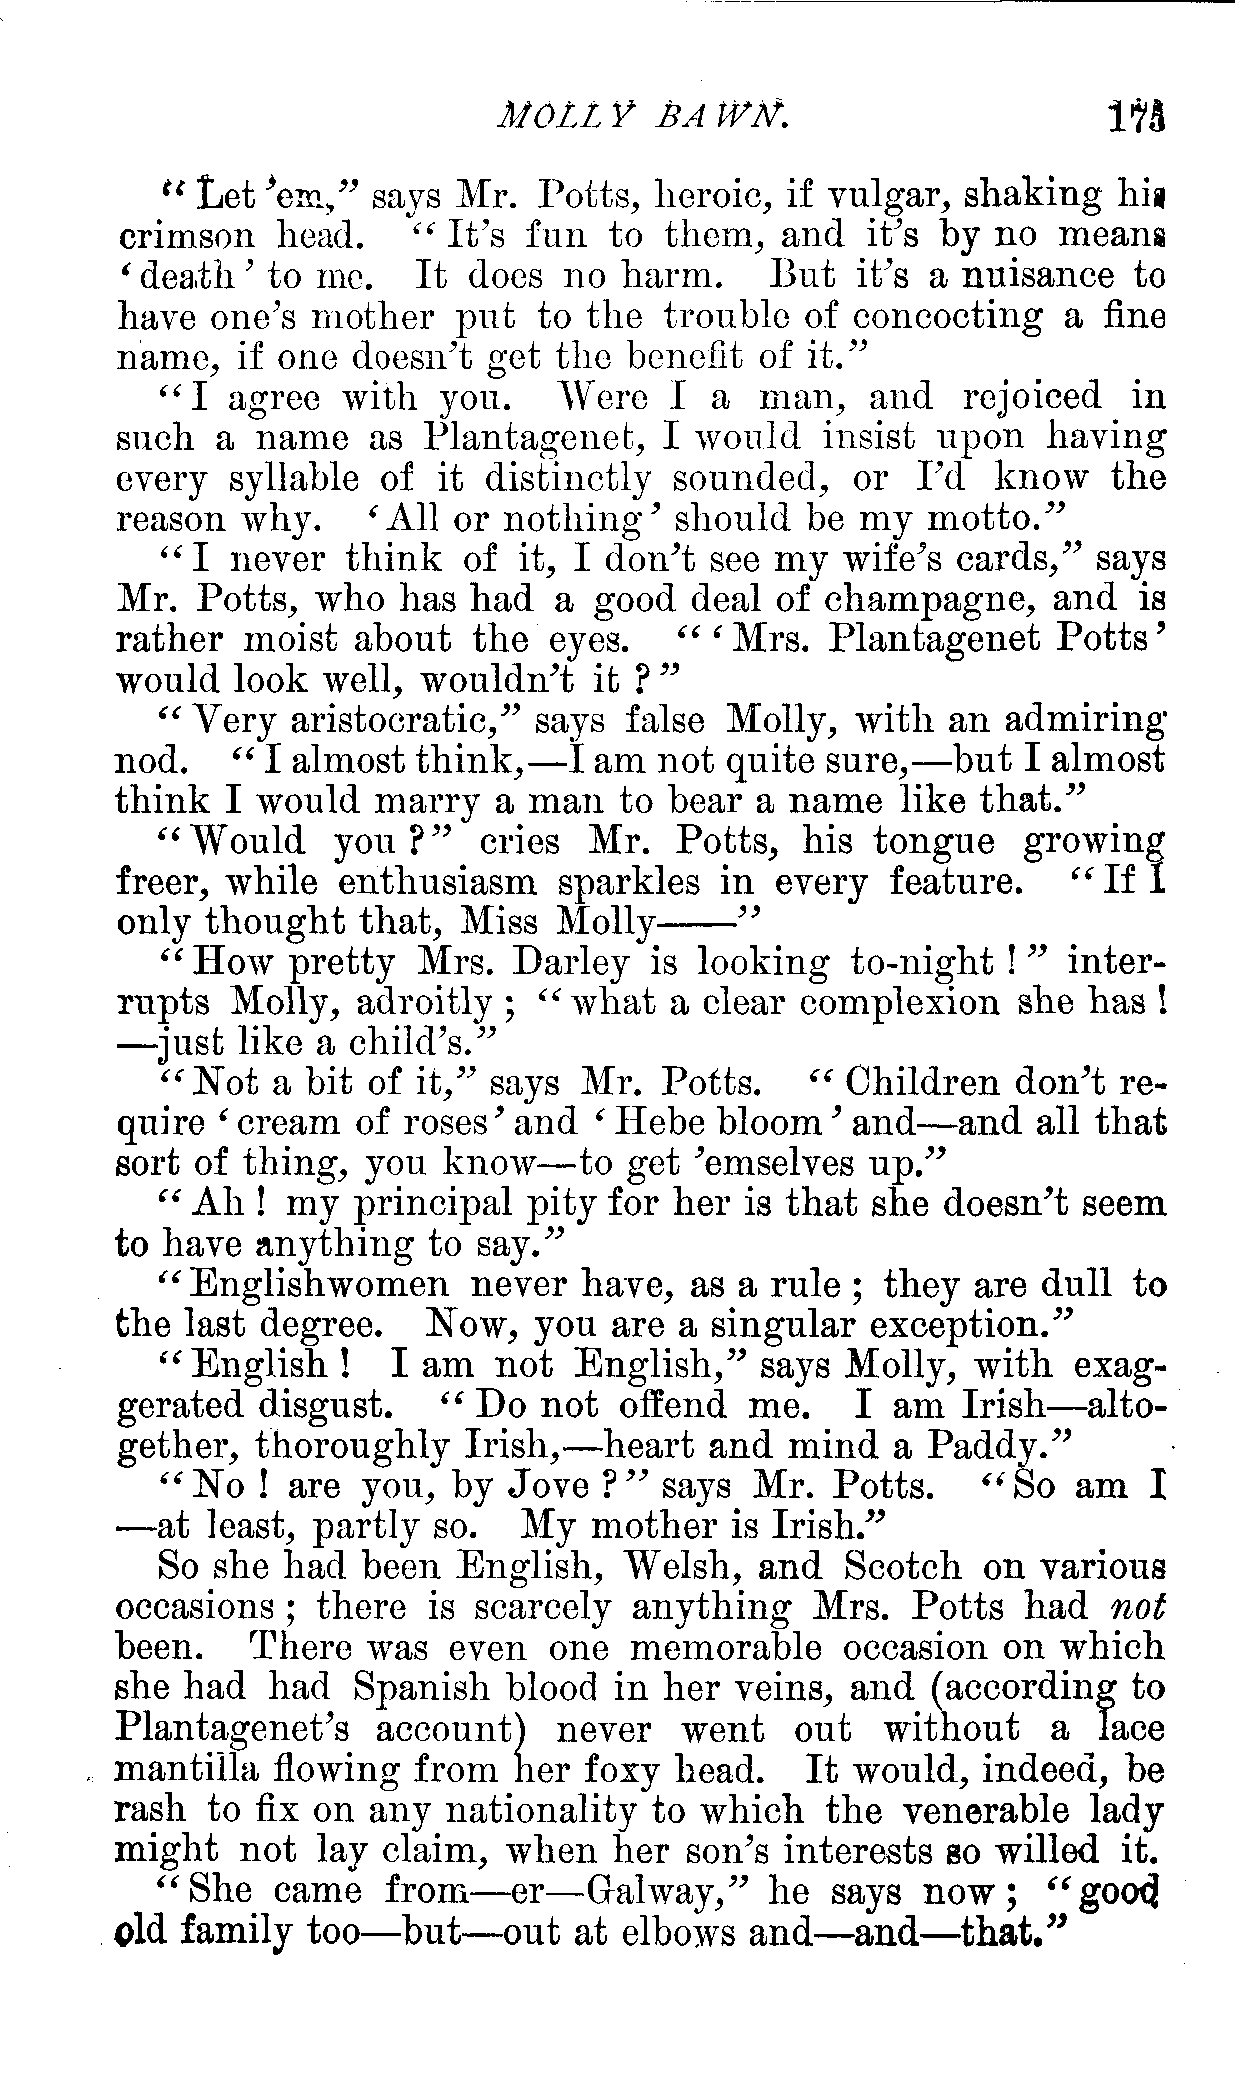 MOLLY BAWN.
"Let 'em," says Mr. Potts, heroic, if vulgar, shaking his
crimson head. "It's fun to them, and it's by no means
'death' to me. It does no harm. But it's a nuisance to
have one's mother put to the trouble of concocting a fine
name, if one doesn't get the benefit of it."
"I agree with you. Were I a man, and rejoiced in
such a name as Plantagenet, I would insist upon having
every syllable of it distinctly sounded, or I'd know the
reason why. 'All or nothing' should be my motto."
"I never think of it, I don't see my wife's cards," says
Mr. Potts, who has had a good deal of champagne, and is
rather moist about the eyes. "'Mrs. Plantagenet Potts'
would look well, wouldn't it?"
"Very aristocratic," says false Molly, with an admiring
nod. "I almost think,—I am not quite sure,—but I almost
think I would marry a man to bear a name like that."
"Would you?" cries Mr. Potts, his tongue growing
freer, while enthusiasm sparkles in every feature. "If I
only thought that, Miss Molly——"
"How pretty Mrs. Darley is looking to-night!" inter-
rupts Molly, adroitly; "what a clear complexion she has!
—just like a child's."
"Not a bit of it," says Mr. Potts. "Children don't re-
quire 'cream of roses' and 'Hebe bloom' and—and all that
sort of thing, you know—to get 'emselves up."
"Ah! my principal pity for her is that she doesn't seem
to have anything to say."
"Englishwomen never have, as a rule; they are dull to
the last degree. Now, you are a singular exception."
"English! I am not English," says Molly, with exag-
gerated disgust. "Do not offend me. I am Irish—alto-
gether, thoroughly Irish,—heart and mind a Paddy."
"No! are you, by Jove?" says Mr. Potts. "So am I
—at least, partly so. My mother is Irish."
So she had been English, Welsh, and Scotch on various
occasions; there is scarcely anything Mrs. Potts had not
been. There was even one memorable occasion on which
she had had Spanish blood in her veins, and (according to
Plantagenet's account) never went out without a lace
mantilla flowing from her foxy head. It would, indeed, be
rash to fix on any nationality to which the venerable lady
might not lay claim, when her son's interests so willed it.
"She came from—er—Galway," he says now; "good
old family too—but—out at elbows and—and—that."